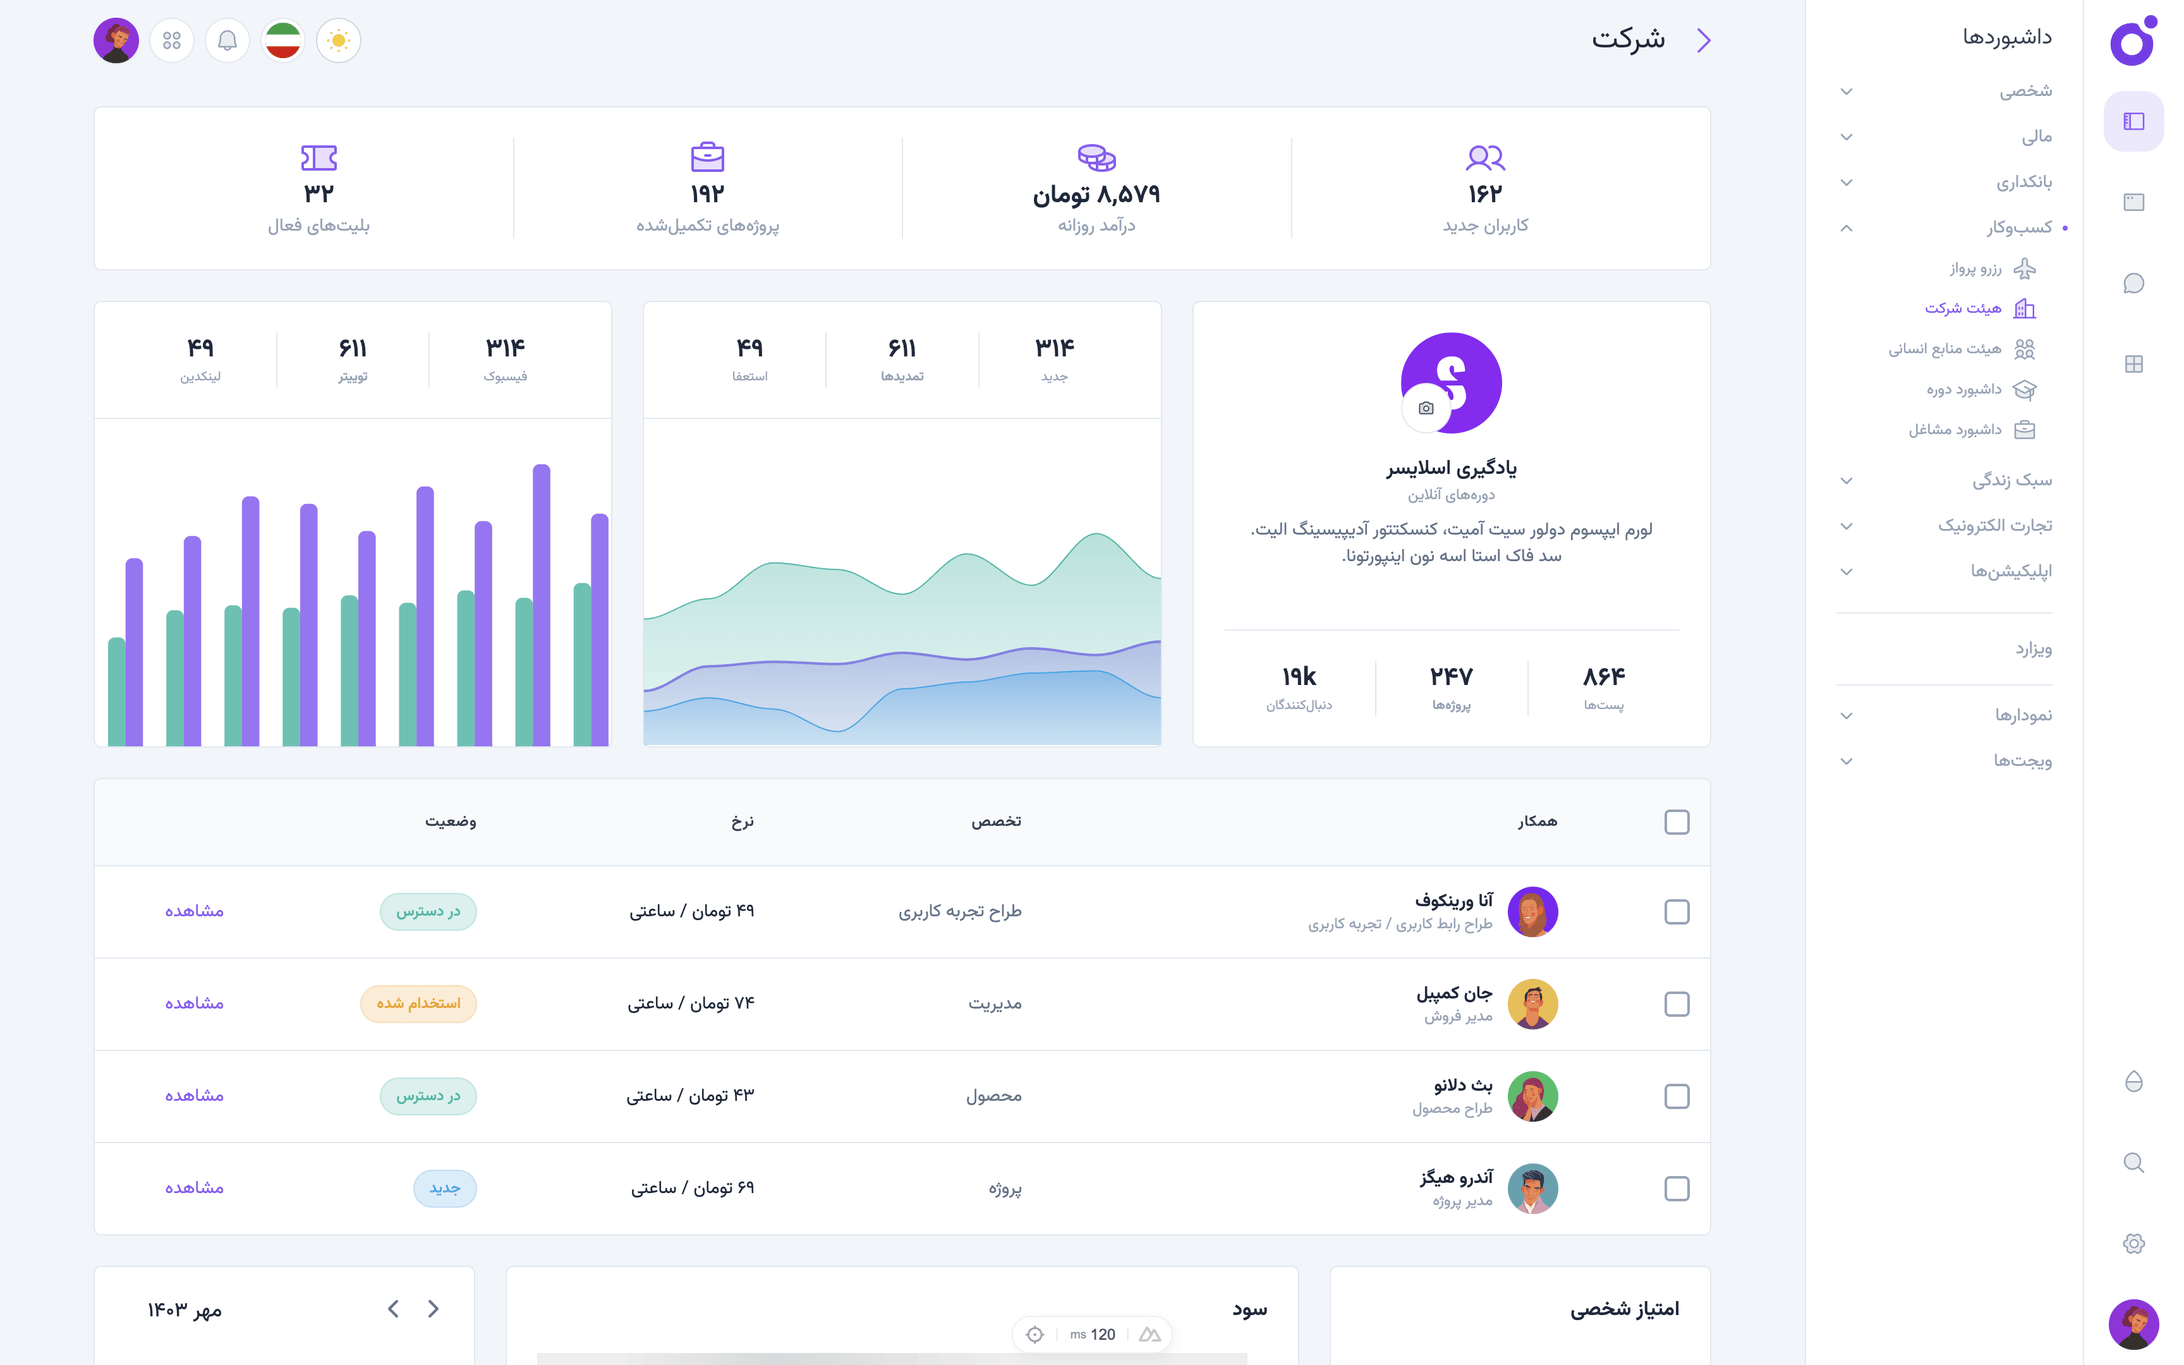 داشبوردها
شخصی
مالی
بانکداری
کسب‌وکار
رزرو پرواز
هیئت شرکت
هیئت منابع انسانی
داشبورد دوره
داشبورد مشاغل
سبک زندگی
تجارت الکترونیک
اپلیکیشن‌ها
ویزارد
نمودارها
ویجت‌ها
شرکت
۱۶۲
کاربران جدید
۸,۵۷۹ تومان
درآمد روزانه
۱۹۲
پروژه‌های تکمیل‌شده
۳۲
بلیت‌های فعال
یادگیری اسلایسر
دوره‌های آنلاین
لورم ایپسوم دولور سیت آمیت، کنسکتتور آدیپیسینگ الیت.
سد فاک استا اسه نون اینپورتونا.
۸۶۴
پست‌ها
۲۴۷
پروژه‌ها
۱۹k
دنبال‌کنندگان
۳۱۴
جدید
۶۱۱
تمدیدها
۴۹
استعفا
۳۱۴
فیسبوک
۶۱۱
توییتر
۴۹
لینکدین
همکار تخصص نرخ وضعیت
آنا ورینکوف
طراح رابط کاربری / تجربه کاربری
طراح تجربه کاربری
۴۹ تومان / ساعتی
در دسترس
مشاهده
جان کمپبل
مدیر فروش
مدیریت
۷۴ تومان / ساعتی
استخدام شده
مشاهده
بث دلانو
طراح محصول
محصول
۴۳ تومان / ساعتی
در دسترس
مشاهده
آندرو هیگز
مدیر پروژه
پروژه
۶۹ تومان / ساعتی
جدید
مشاهده
امتیاز شخصی
سود
مهر ۱۴۰۳
120 ms